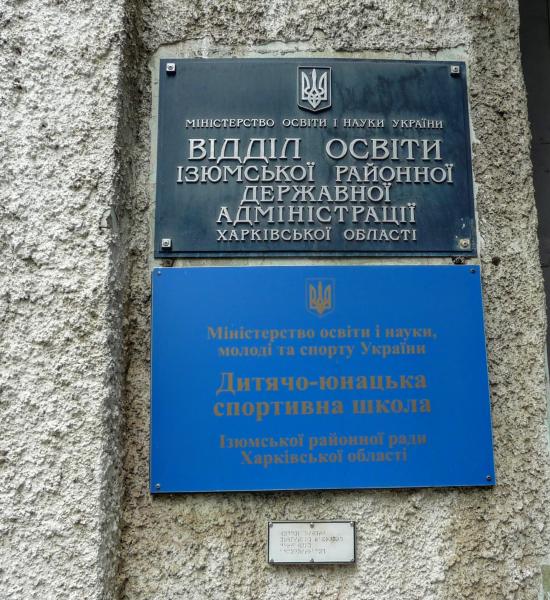 МІНІСТЕРСТВО ОСВІТИ І НАУКИ УКРАЇНИ
ВІДДІЛ ОСВІТИ
ІЗЮМСЬКОЇ РАЙОННОЇ
ДЕРЖАВНОЇ
АДМІНІСТРАЦІЇ
ХАРКІВСЬКОЇ ОБЛАСТІ
Міністерство освіти і науки,
молоді та спорту України
Дитячо-юнацька
спортивна школа
Ізюмської районної ради
Харківської області